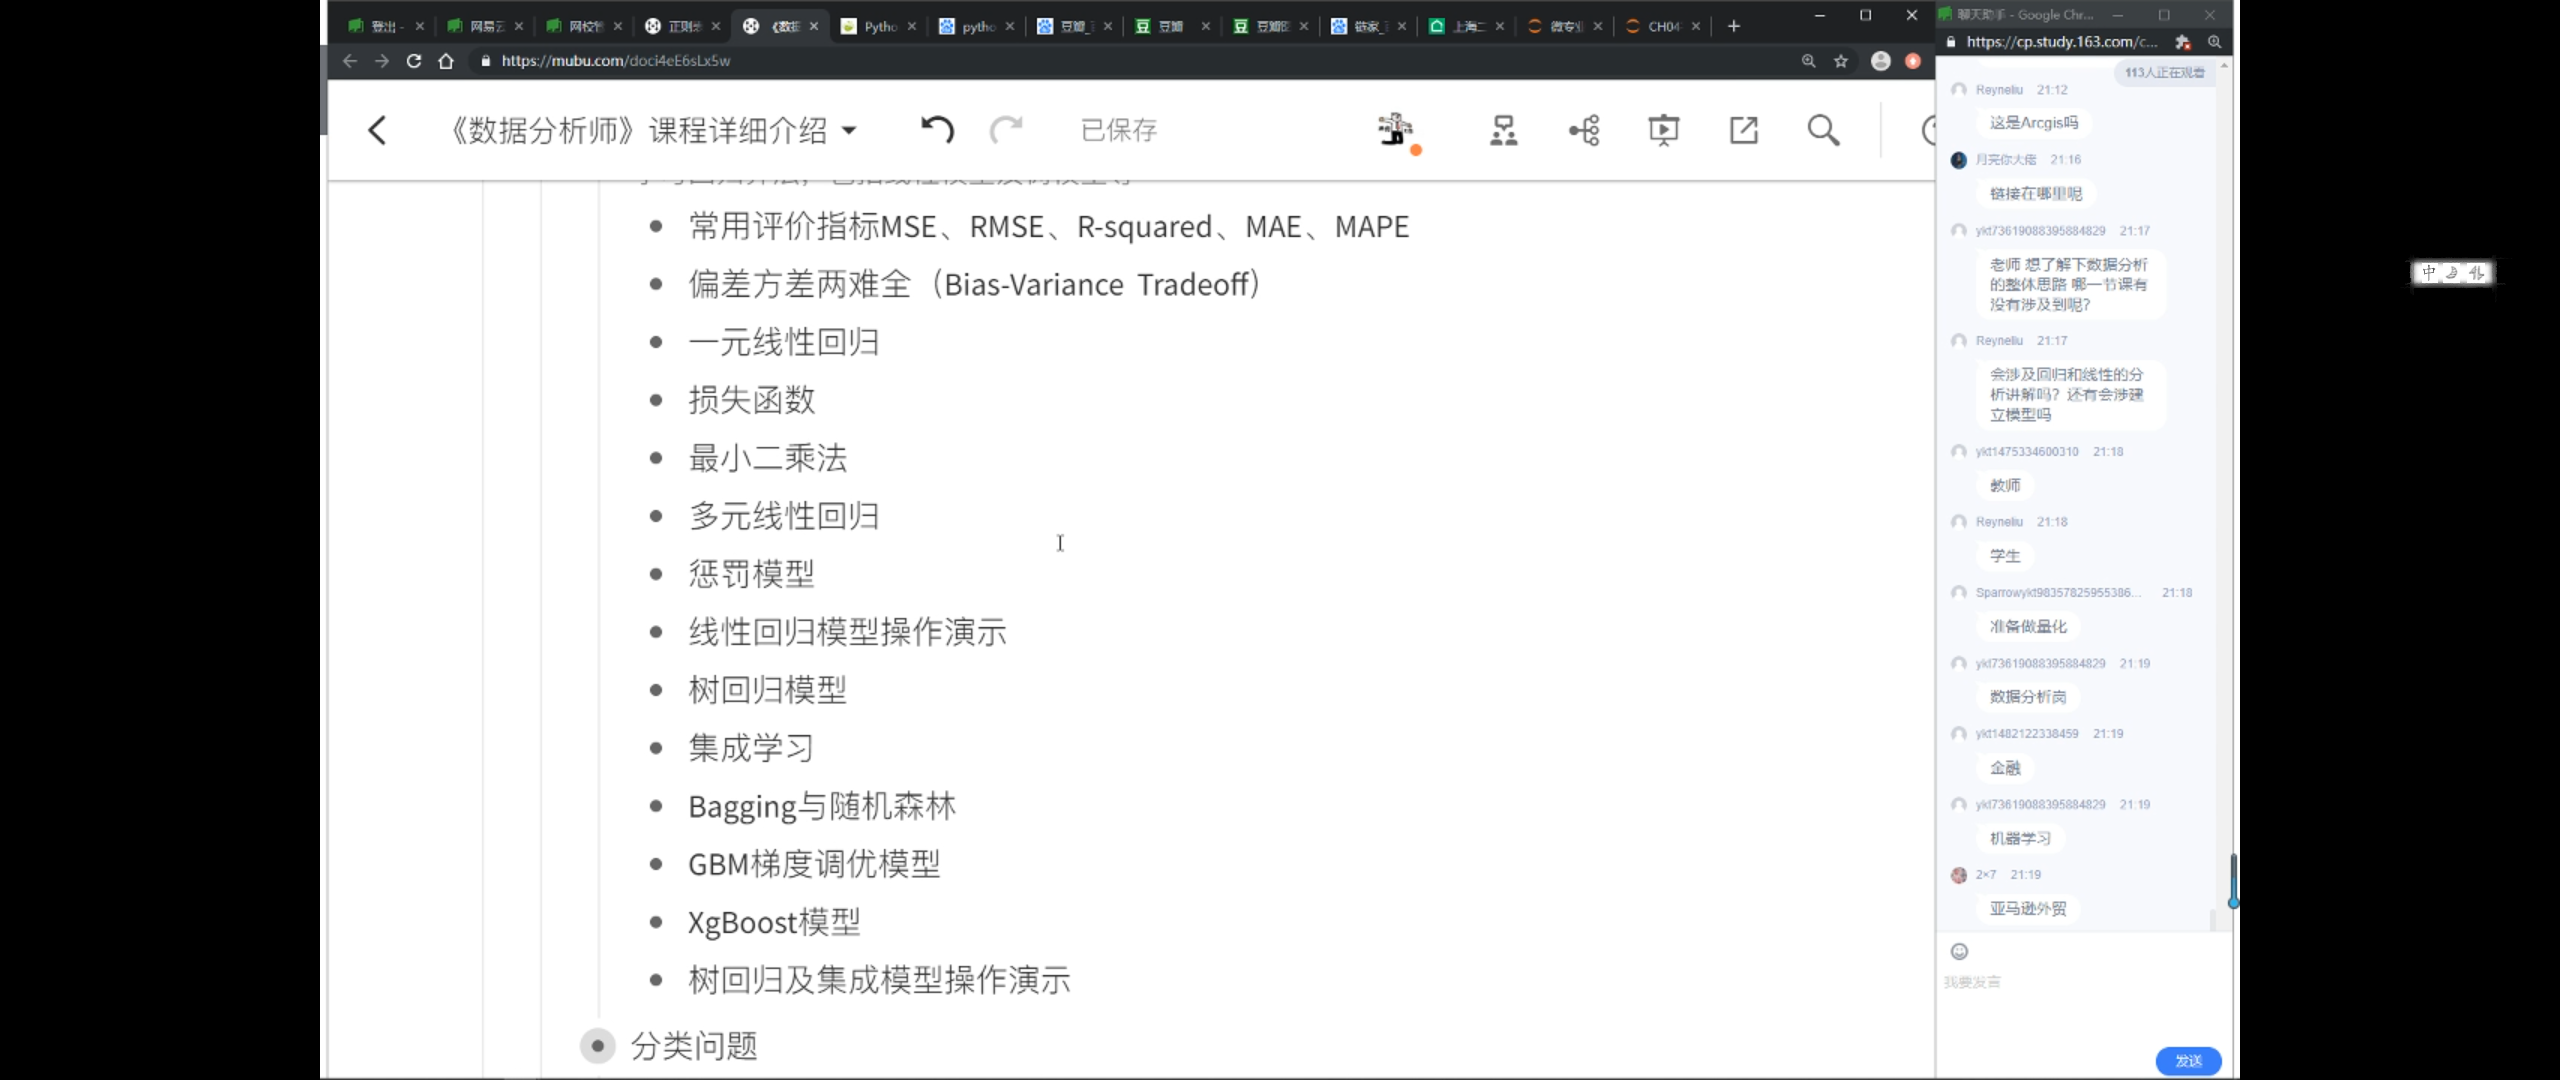 登出 -
网易云
网校管
正则表
《数据
Pytho
pytho
豆瓣_
豆瓣
豆瓣图
链家_
上海二
微专业
CH04
https://mubu.com/doci4eE6sLx5w
《数据分析师》课程详细介绍
已保存
常用评价指标MSE、RMSE、R-squared、MAE、MAPE
偏差方差两难全（Bias-Variance Tradeoff）
一元线性回归
损失函数
最小二乘法
多元线性回归
惩罚模型
线性回归模型操作演示
树回归模型
集成学习
Bagging与随机森林
GBM梯度调优模型
XgBoost模型
树回归及集成模型操作演示
分类问题
聊天助手 - Google Chr...
https://cp.study.163.com/c...
113人正在观看
Reyneliu 21:12
这是Arcgis吗
月亮你大佬 21:16
链接在哪里呢
ykt73619088395884829 21:17
老师 想了解下数据分析
的整体思路 哪一节课有
没有涉及到呢?
Reyneliu 21:17
会涉及回归和线性的分
析讲解吗？还有会涉建
立模型吗
ykt1475334600310 21:18
教师
Reyneliu 21:18
学生
Sparrowykt98357825955386... 21:18
准备做量化
ykt73619088395884829 21:19
数据分析岗
ykt1482122338459 21:19
金融
ykt73619088395884829 21:19
机器学习
2×7 21:19
亚马逊外贸
我要发言
发送
中